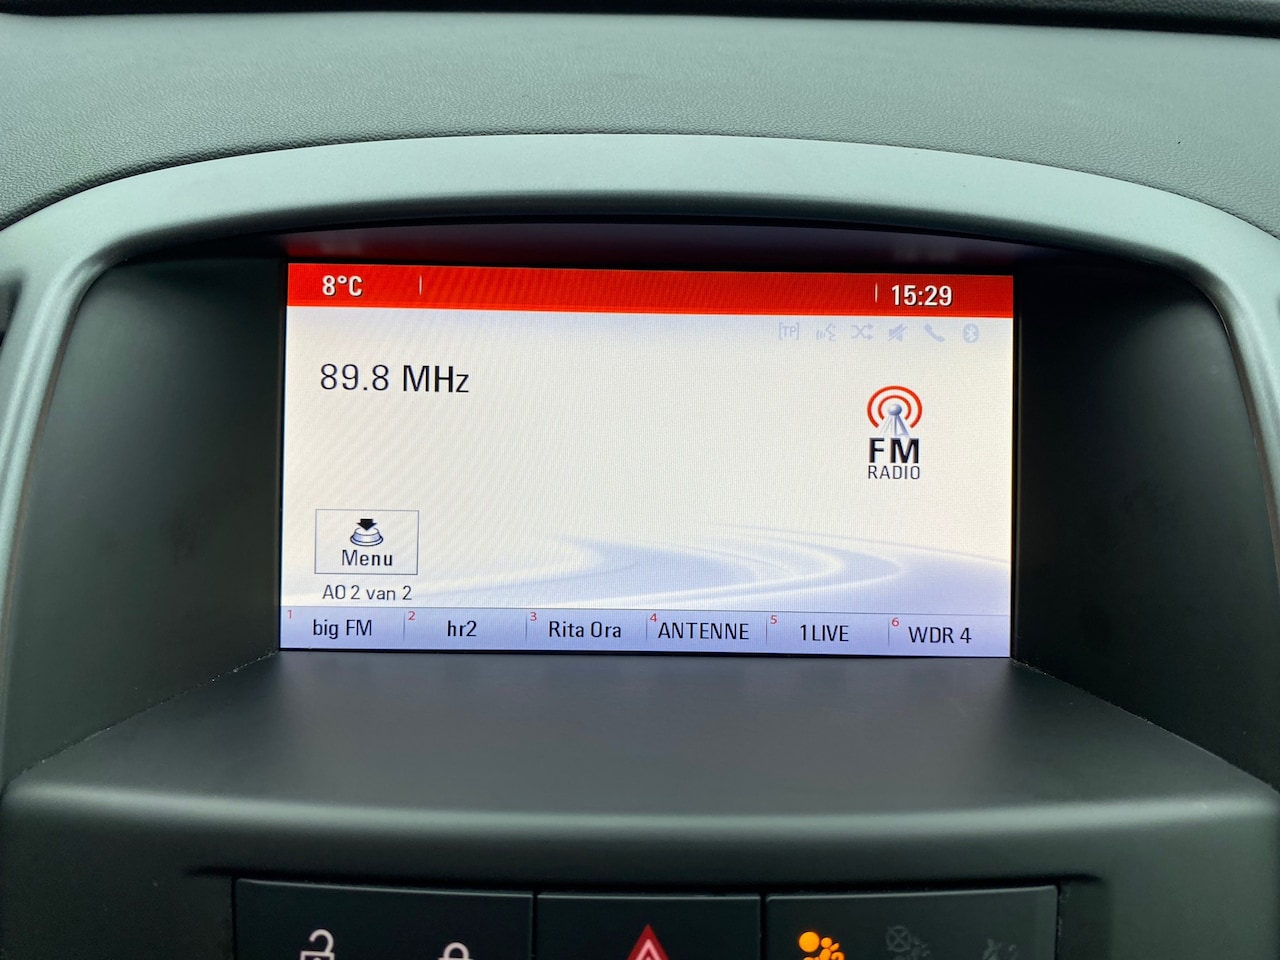 8°C
15:29
[TP]
89.8 MHz
FM
RADIO
Menu
AO 2 van 2
1 big FM
2 hr2
3 Rita Ora
4 ANTENNE
5 1LIVE
6 WDR 4